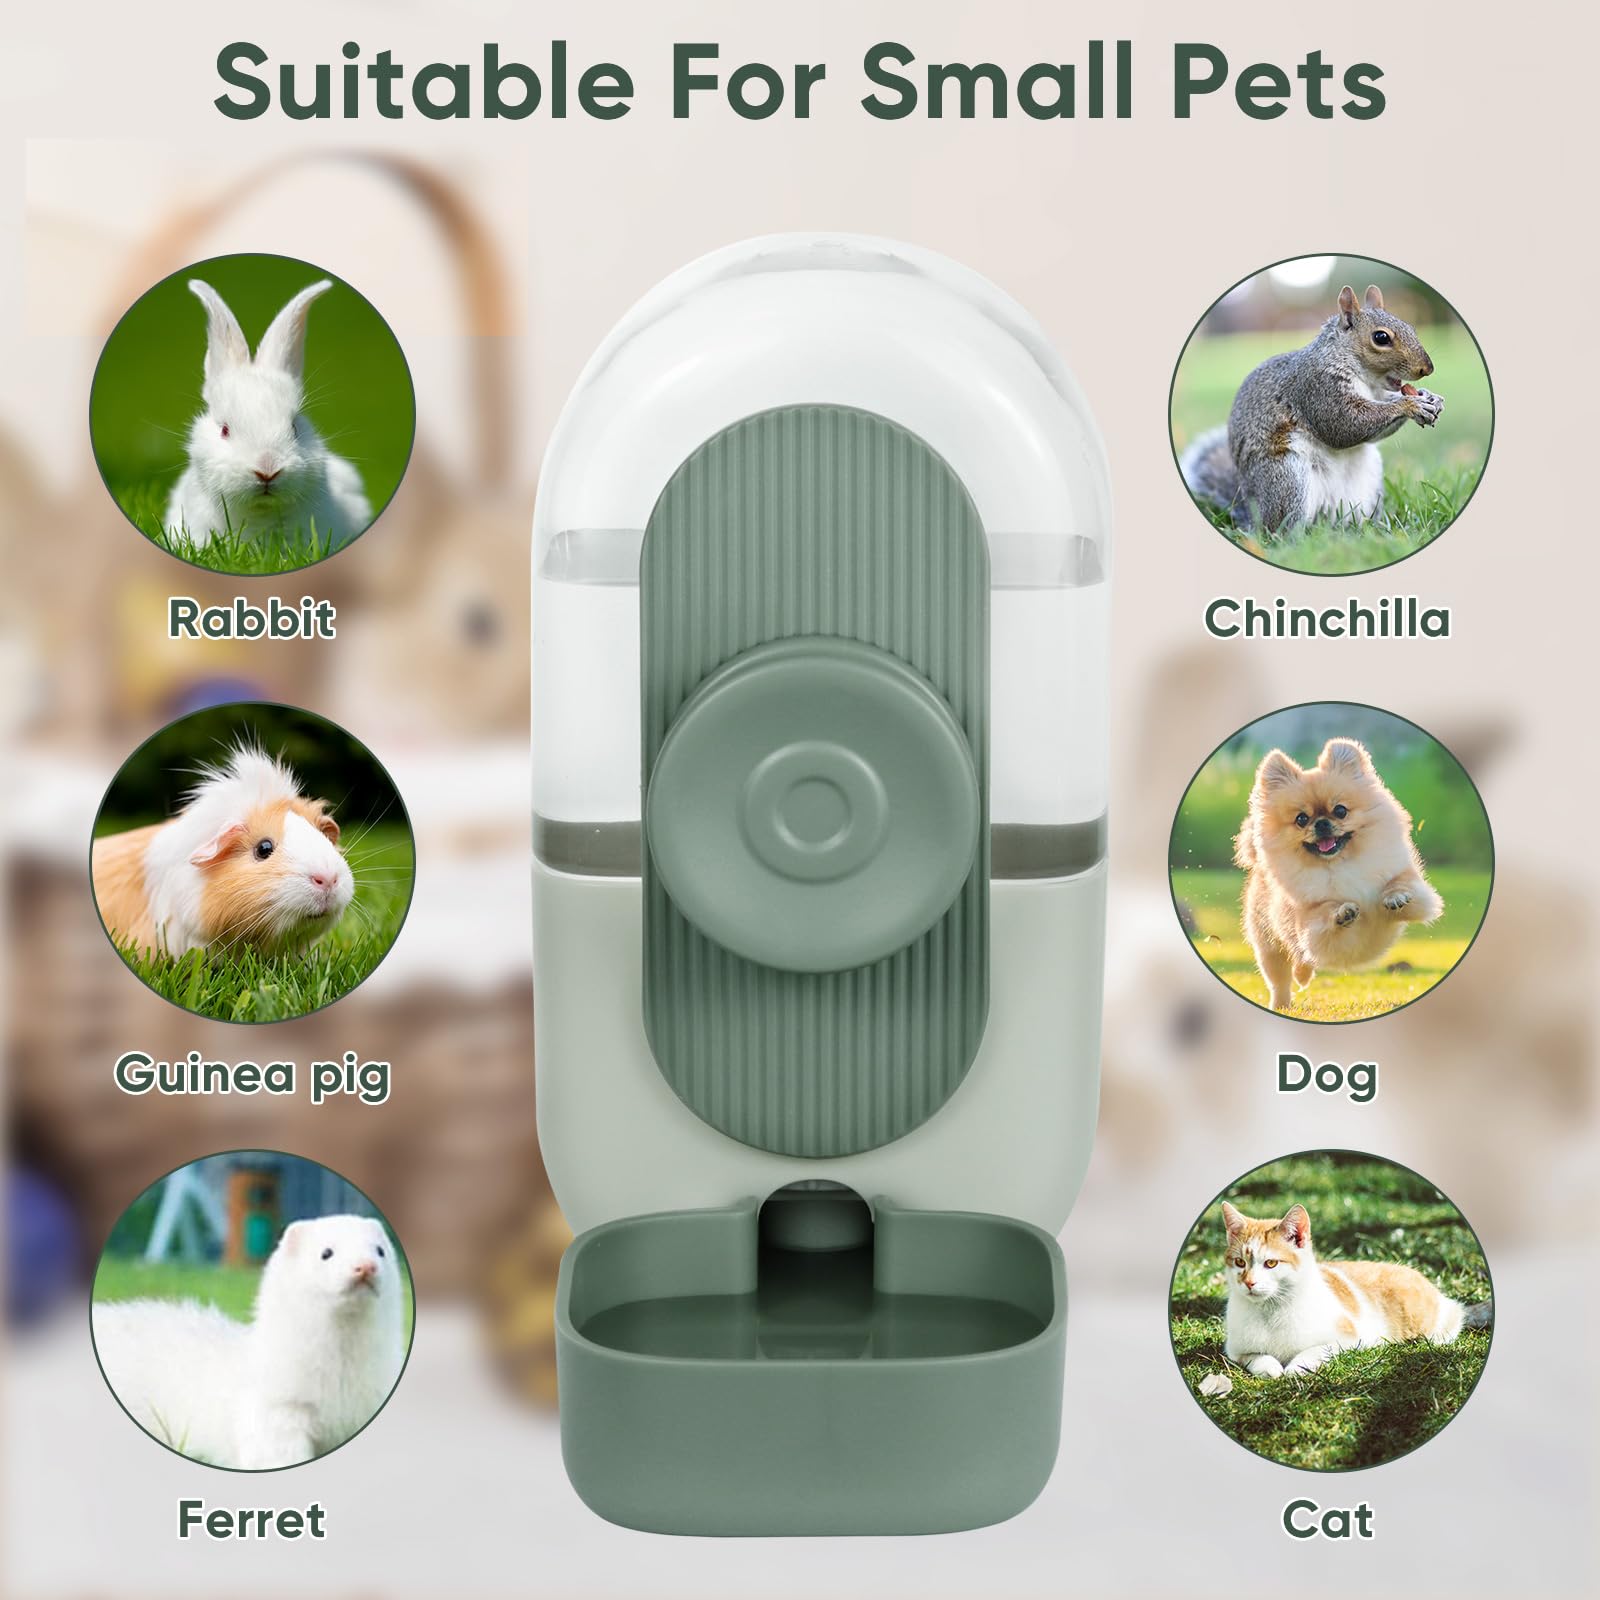 Suitable For Small Pets
Rabbit
Chinchilla
Guinea pig
Dog
Ferret
Cat